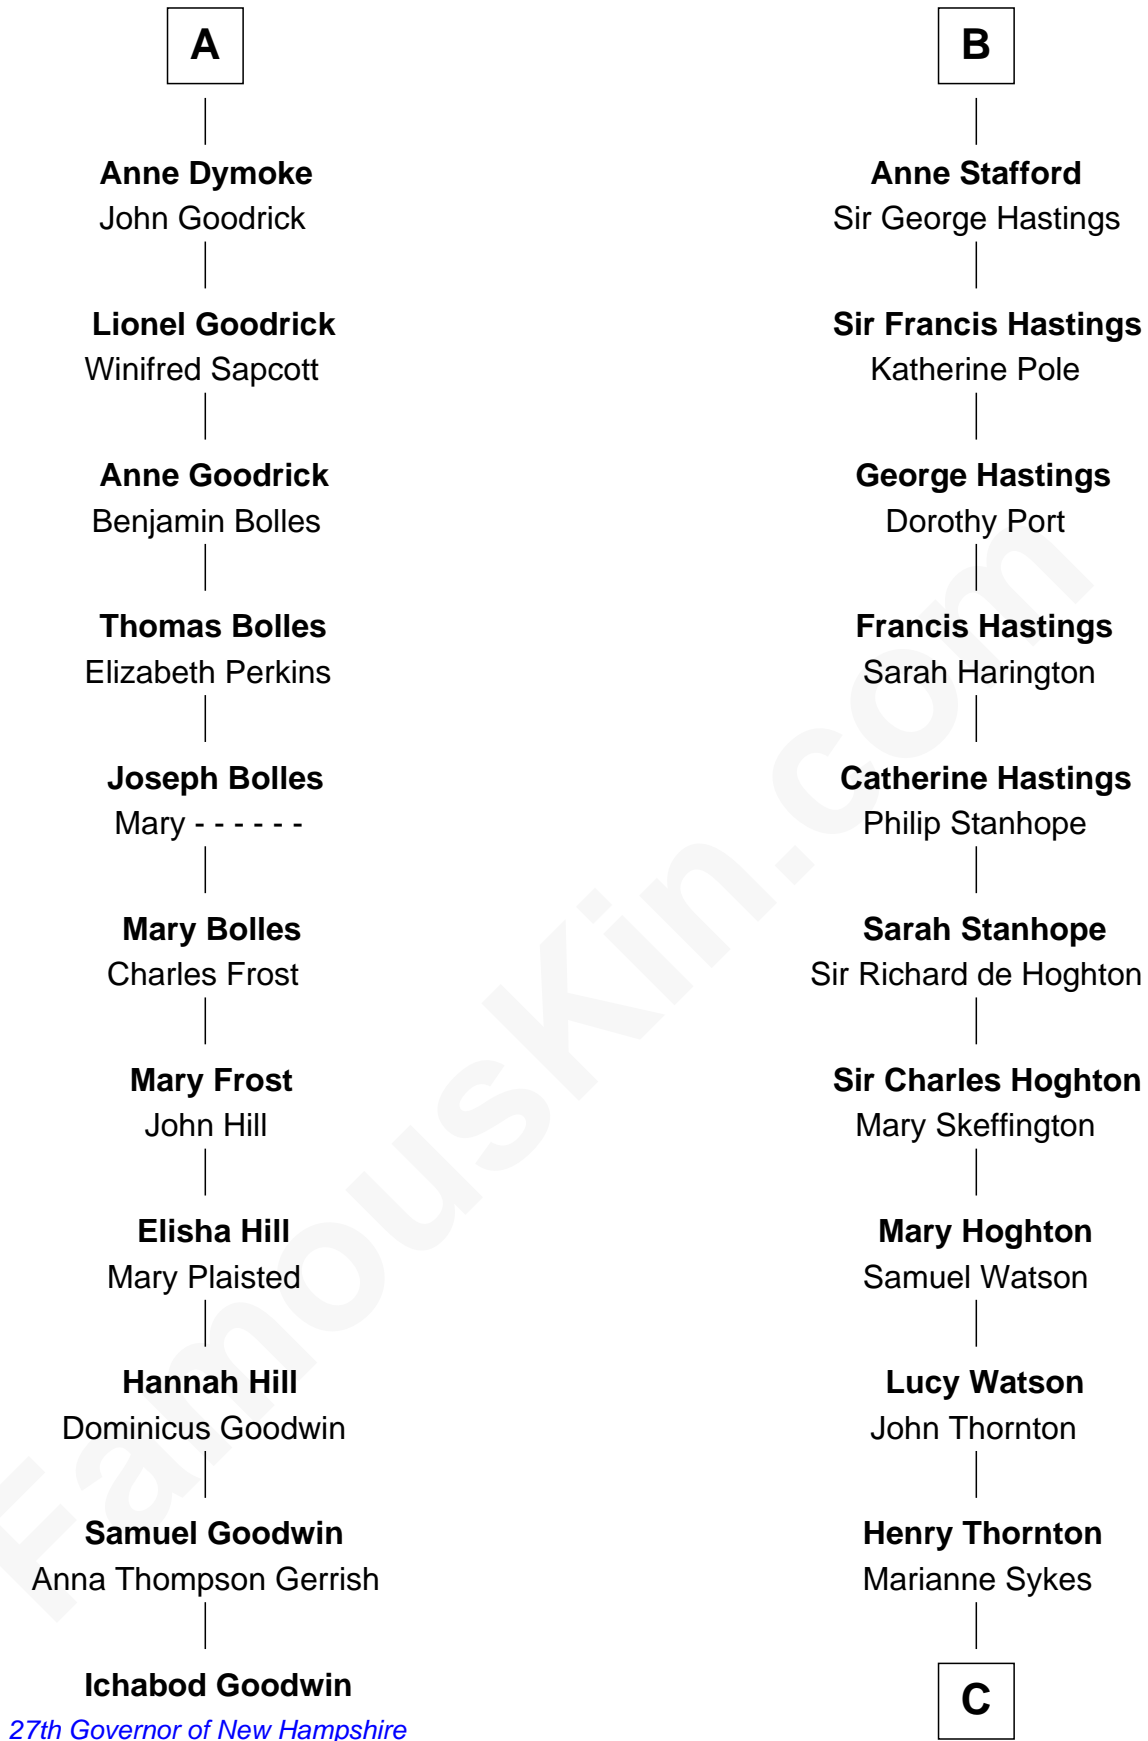 A
Anne Dymoke
John Goodrick
Lionel Goodrick
Winifred Sapcott
Anne Goodrick
Benjamin Bolles
Thomas Bolles
Elizabeth Perkins
Joseph Bolles
Mary - - - - - -
Mary Bolles
Charles Frost
Mary Frost
John Hill
Elisha Hill
Mary Plaisted
Hannah Hill
Dominicus Goodwin
Samuel Goodwin
Anna Thompson Gerrish
Ichabod Goodwin
27th Governor of New Hampshire
B
Anne Stafford
Sir George Hastings
Sir Francis Hastings
Katherine Pole
George Hastings
Dorothy Port
Francis Hastings
Sarah Harington
Catherine Hastings
Philip Stanhope
Sarah Stanhope
Sir Richard de Hoghton
Sir Charles Hoghton
Mary Skeffington
Mary Hoghton
Samuel Watson
Lucy Watson
John Thornton
Henry Thornton
Marianne Sykes
C
FamousKin.com